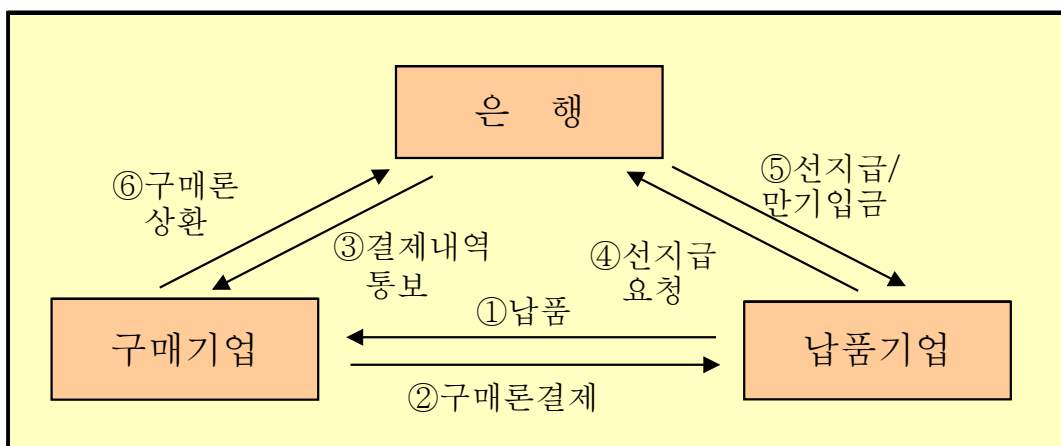 은 행
⑥구매론
상환
⑤선지급/
만기입금
③결제내역
통보
④선지급
요청
구매기업
①납품
납품기업
②구매론결제